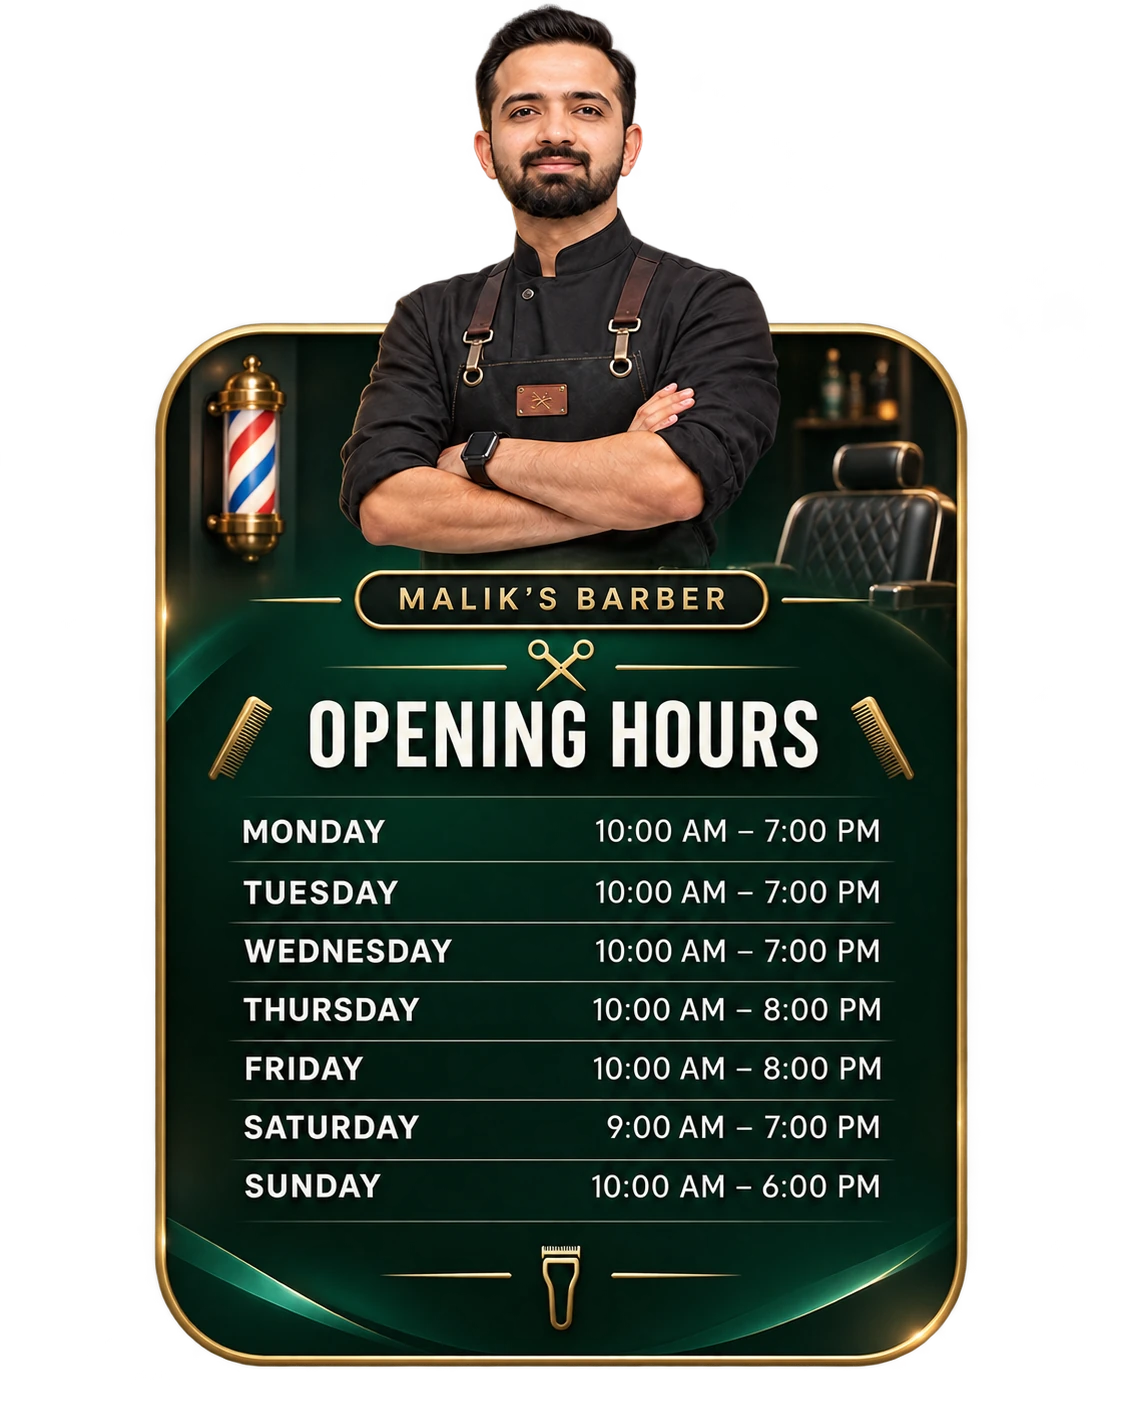 MALIK’S BARBER
OPENING HOURS
MONDAY 10:00 AM – 7:00 PM
TUESDAY 10:00 AM – 7:00 PM
WEDNESDAY 10:00 AM – 7:00 PM
THURSDAY 10:00 AM – 8:00 PM
FRIDAY 10:00 AM – 8:00 PM
SATURDAY 9:00 AM – 7:00 PM
SUNDAY 10:00 AM – 6:00 PM